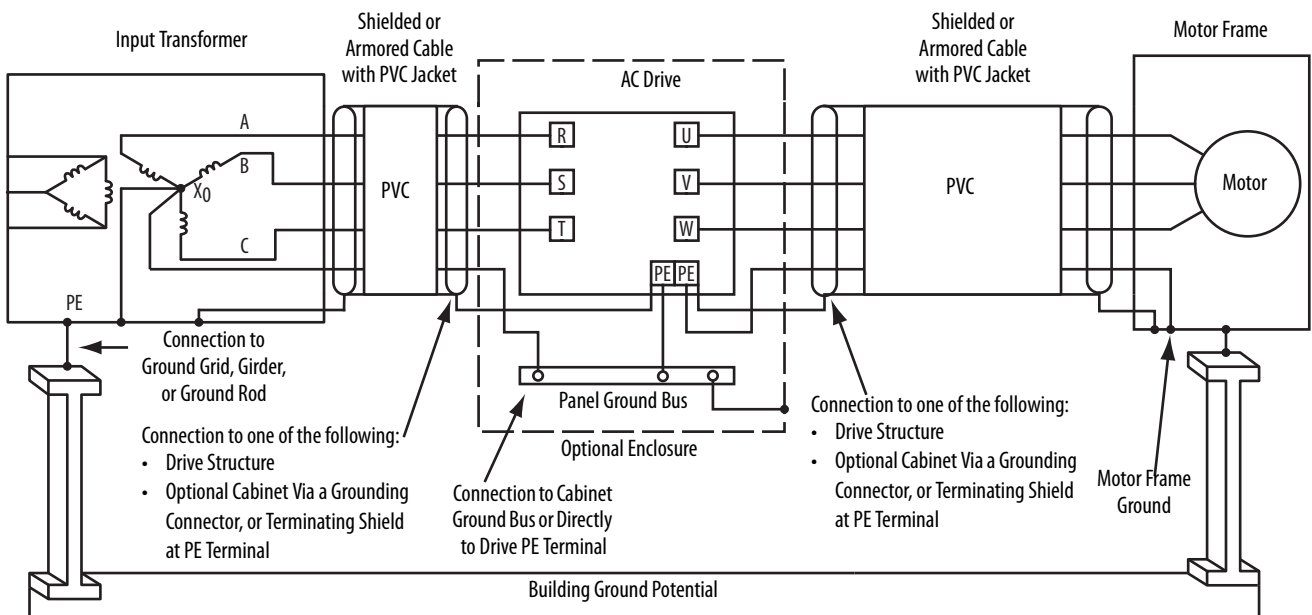 Input Transformer
Shielded or
Armored Cable
with PVC Jacket
AC Drive
Shielded or
Armored Cable
with PVC Jacket
Motor Frame
A
B
C
X0
PE
PVC
R
S
T
U
V
W
PE PE
PVC
Motor
Connection to
Ground Grid, Girder,
or Ground Rod
Panel Ground Bus
Optional Enclosure
Connection to one of the following:
• Drive Structure
• Optional Cabinet Via a Grounding
Connector, or Terminating Shield
at PE Terminal
Connection to Cabinet
Ground Bus or Directly
to Drive PE Terminal
Connection to one of the following:
• Drive Structure
• Optional Cabinet Via a Grounding
Connector, or Terminating Shield
at PE Terminal
Motor Frame
Ground
Building Ground Potential